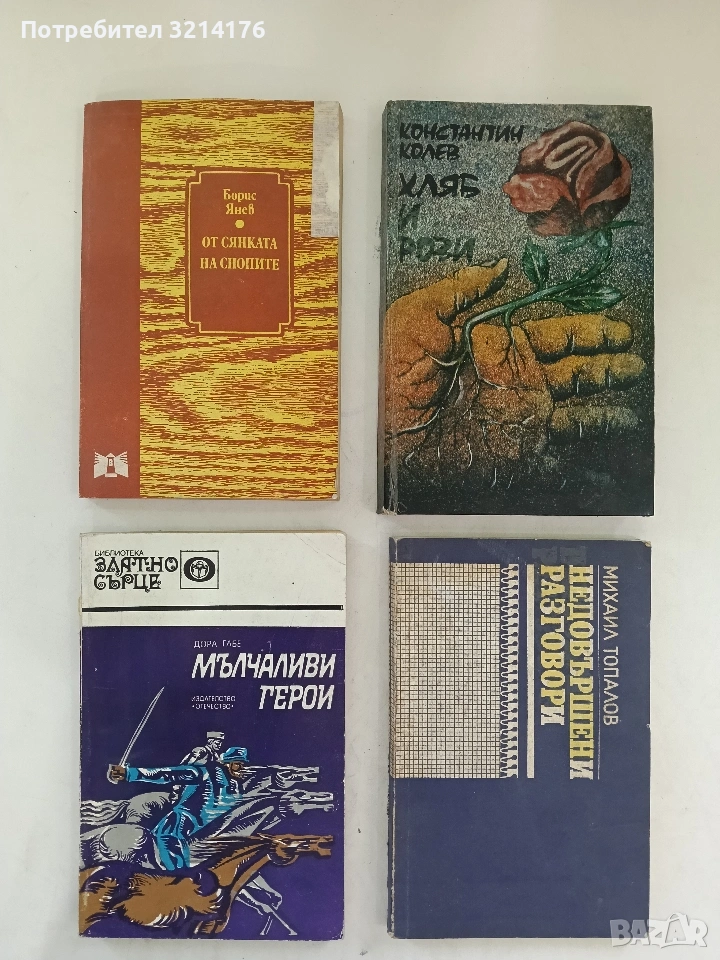 Потребител 3214176
Борис
Янев
ОТ СЯНКАТА
НА СНОПИТЕ
КОНСТАНТИН
КОЛЕВ
ХЛЯБ
И
РОЗИ
БИБЛИОТЕКА
ЗЛАТНО
СЪРЦЕ
ДОРА ГАБЕ
МЪЛЧАЛИВИ
ГЕРОИ
ИЗДАТЕЛСТВО
"ОТЕЧЕСТВО"
МИХАИЛ ТОПАЛОВ
НЕДОВЪРШЕНИ
РАЗГОВОРИ
BAZAR